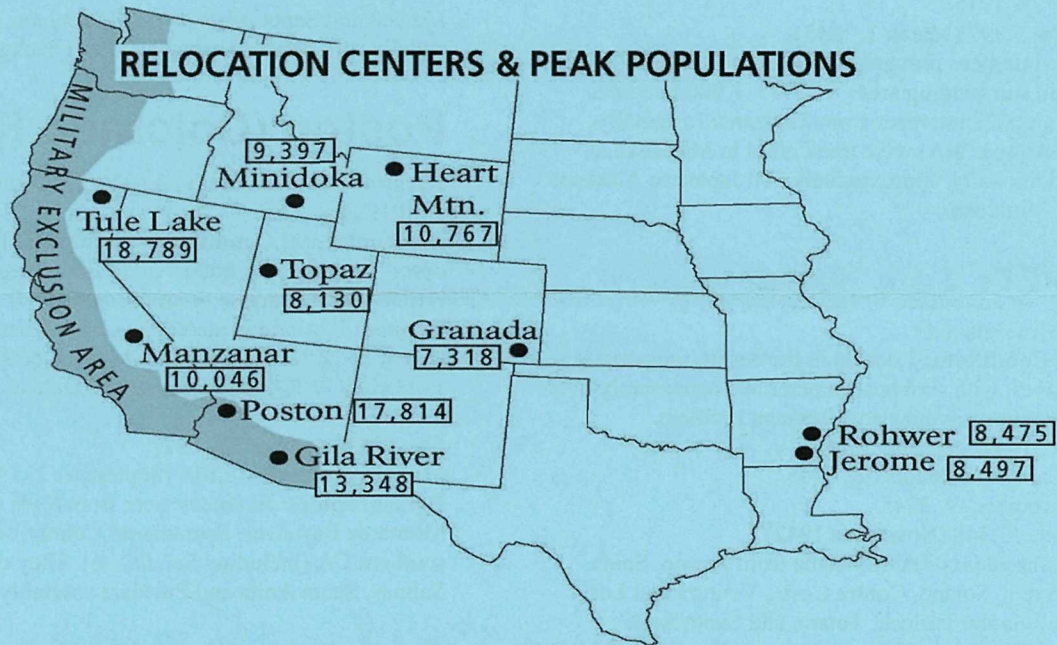 RELOCATION CENTERS & PEAK POPULATIONS
MILITARY EXCLUSION AREA
9,397
Minidoka
Heart
Mtn.
10,767
Tule Lake
18,789
Topaz
8,130
Granada
7,318
Manzanar
10,046
Poston 17,814
Gila River
13,348
Rohwer 8,475
Jerome 8,497